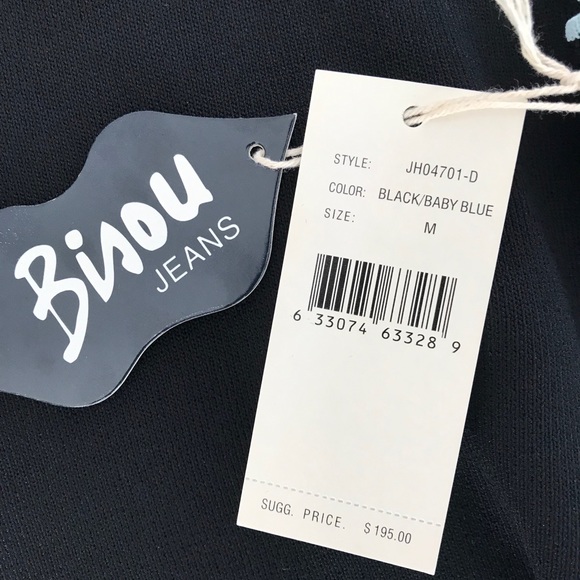 Bisou
JEANS
STYLE: JH04701-D
COLOR: BLACK/BABY BLUE
SIZE: M
6 33074 63328 9
SUGG. PRICE. $195.00